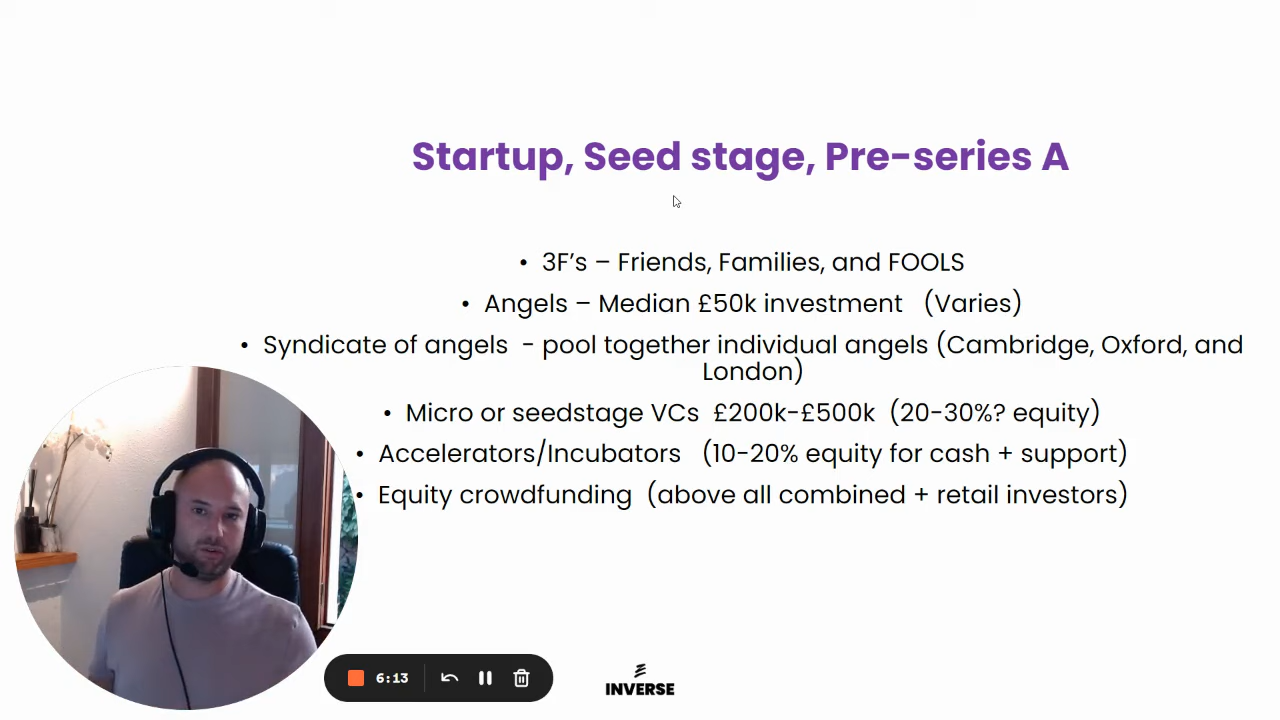 Startup, Seed stage, Pre-series A
• 3F’s – Friends, Families, and FOOLS
• Angels – Median £50k investment (Varies)
• Syndicate of angels - pool together individual angels (Cambridge, Oxford, and
London)
• Micro or seedstage VCs £200k-£500k (20-30%? equity)
• Accelerators/Incubators (10-20% equity for cash + support)
• Equity crowdfunding (above all combined + retail investors)
6:13
INVERSE